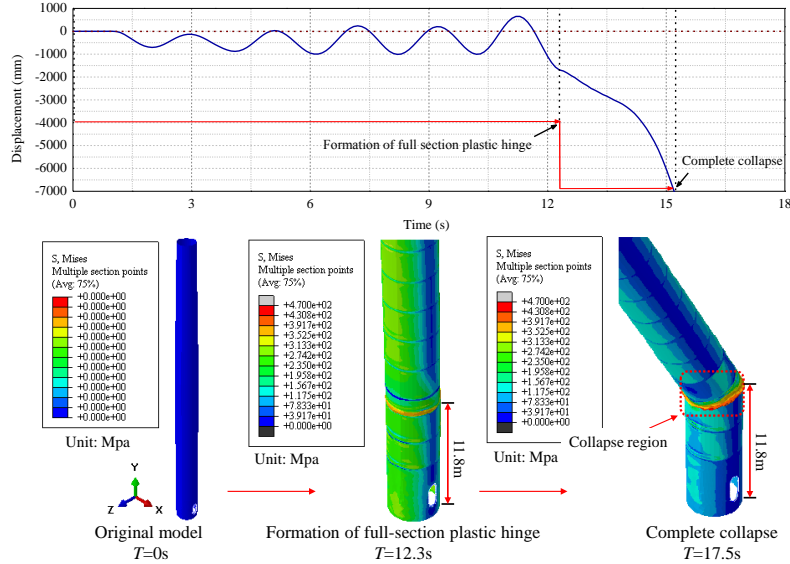 1000
0
-1000
-2000
-3000
-4000
-5000
-6000
-7000
Displacement (mm)
Formation of full section plastic hinge
Complete collapse
0 3 6 9 12 15 18
Time (s)
S, Mises
Multiple section points
(Avg: 75%)
+0.000e+00
+0.000e+00
+0.000e+00
+0.000e+00
+0.000e+00
+0.000e+00
+0.000e+00
+0.000e+00
+0.000e+00
+0.000e+00
+0.000e+00
+0.000e+00
+0.000e+00
Unit: Mpa
Y
Z X
S, Mises
Multiple section points
(Avg: 75%)
+4.700e+02
+4.308e+02
+3.917e+02
+3.525e+02
+3.133e+02
+2.742e+02
+2.350e+02
+1.958e+02
+1.567e+02
+1.175e+02
+7.833e+01
+3.917e+01
+0.000e+00
Unit: Mpa
11.8m
S, Mises
Multiple section points
(Avg: 75%)
+4.700e+02
+4.308e+02
+3.917e+02
+3.525e+02
+3.133e+02
+2.742e+02
+2.350e+02
+1.958e+02
+1.567e+02
+1.175e+02
+7.833e+01
+3.917e+01
+0.000e+00
Unit: Mpa
Collapse region
11.8m
Original model
T=0s
Formation of full-section plastic hinge
T=12.3s
Complete collapse
T=17.5s